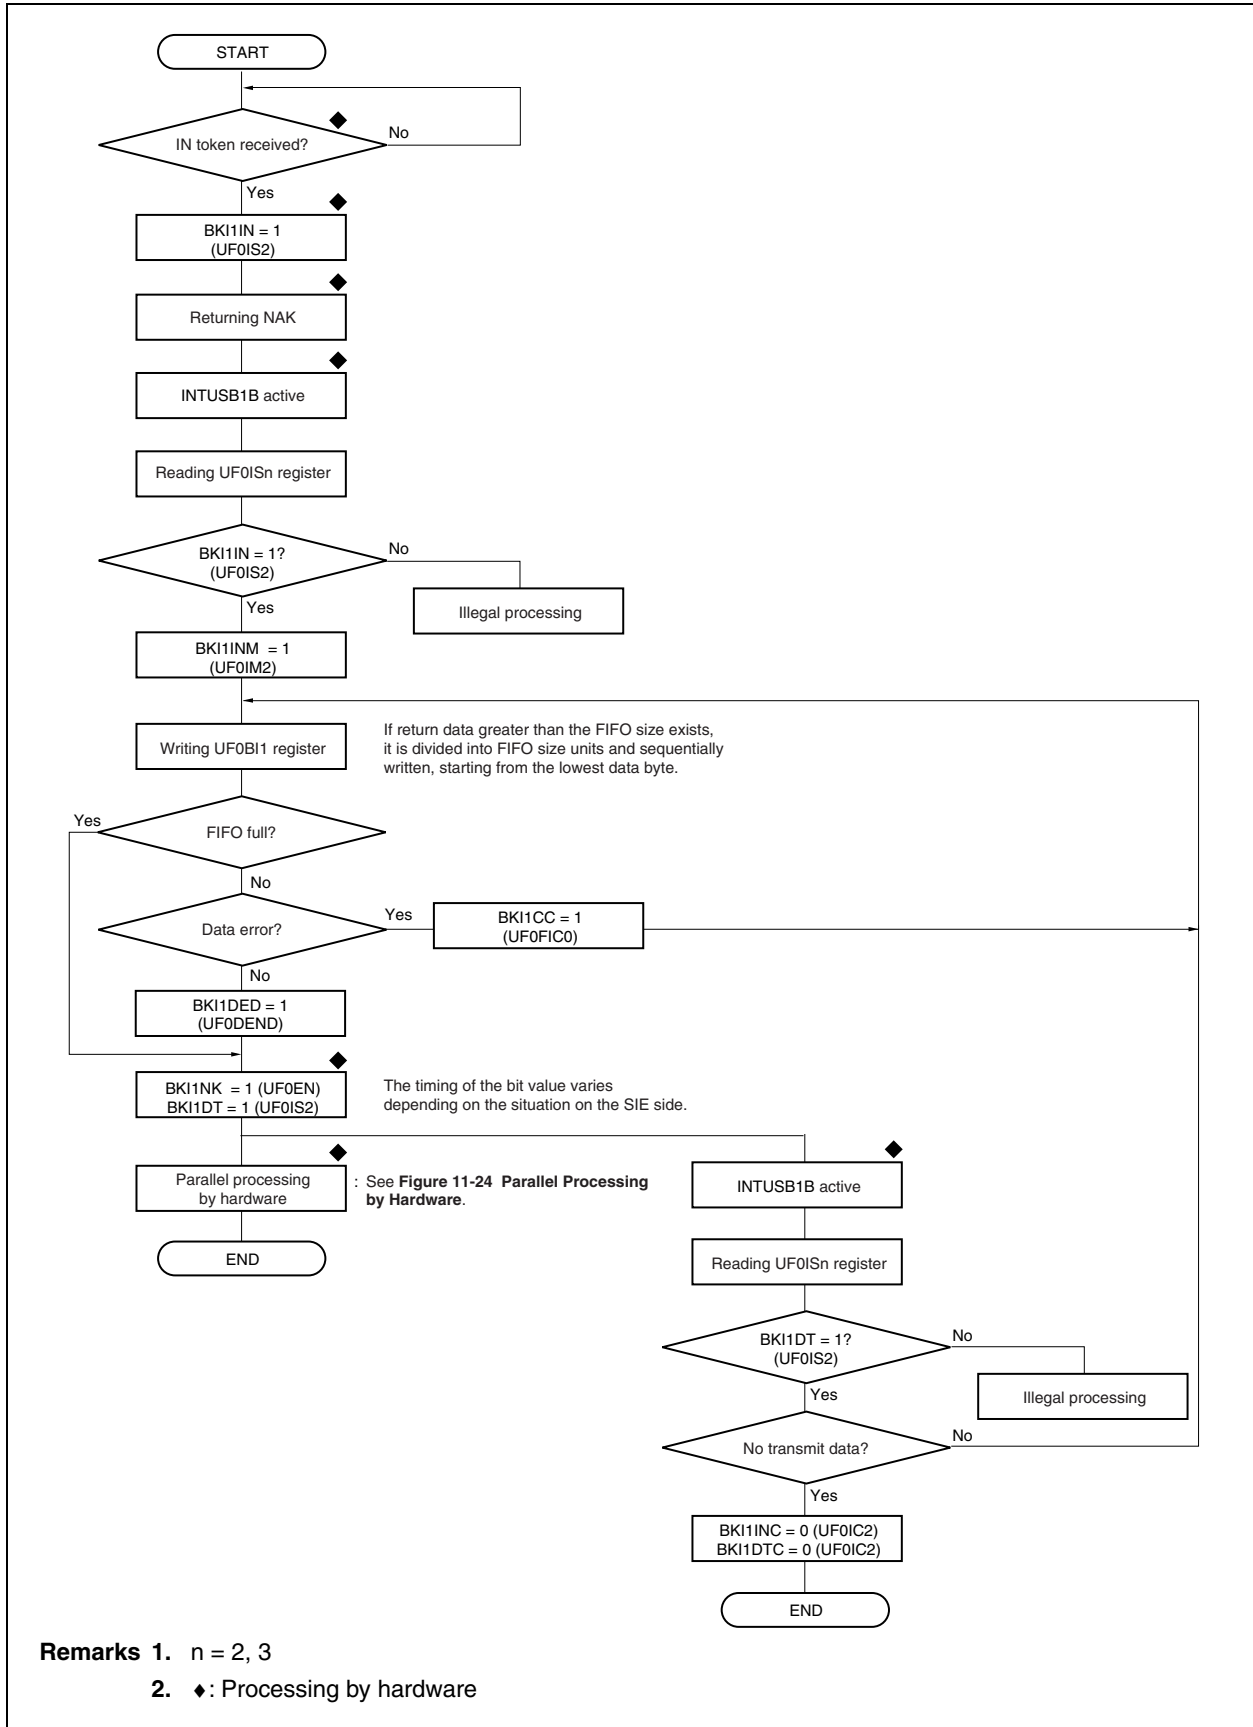 START
IN token received?
No
Yes
BKI1IN = 1
(UF0IS2)
Returning NAK
INTUSB1B active
Reading UF0ISn register
BKI1IN = 1?
(UF0IS2)
No
Illegal processing
Yes
BKI1INM = 1
(UF0IM2)
Writing UF0BI1 register
If return data greater than the FIFO size exists,
it is divided into FIFO size units and sequentially
written, starting from the lowest data byte.
Yes
FIFO full?
No
Data error?
Yes
BKI1CC = 1
(UF0FIC0)
No
BKI1DED = 1
(UF0DEND)
BKI1NK = 1 (UF0EN)
BKI1DT = 1 (UF0IS2)
The timing of the bit value varies
depending on the situation on the SIE side.
Parallel processing
by hardware
: See Figure 11-24 Parallel Processing
by Hardware.
END
INTUSB1B active
Reading UF0ISn register
BKI1DT = 1?
(UF0IS2)
No
Illegal processing
Yes
No transmit data?
No
Yes
BKI1INC = 0 (UF0IC2)
BKI1DTC = 0 (UF0IC2)
END
Remarks 1. n = 2, 3
2. ♦: Processing by hardware